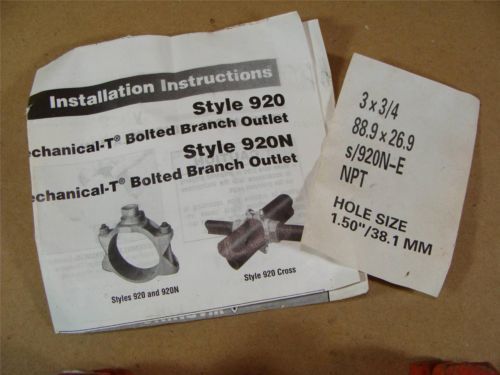 Installation Instructions
Style 920
echanical-T® Bolted Branch Outlet
Style 920N
echanical-T® Bolted Branch Outlet
Styles 920 and 920N
Style 920 Cross
3 x 3/4
88.9 x 26.9
s/920N-E
NPT
HOLE SIZE
1.50"/38.1 MM